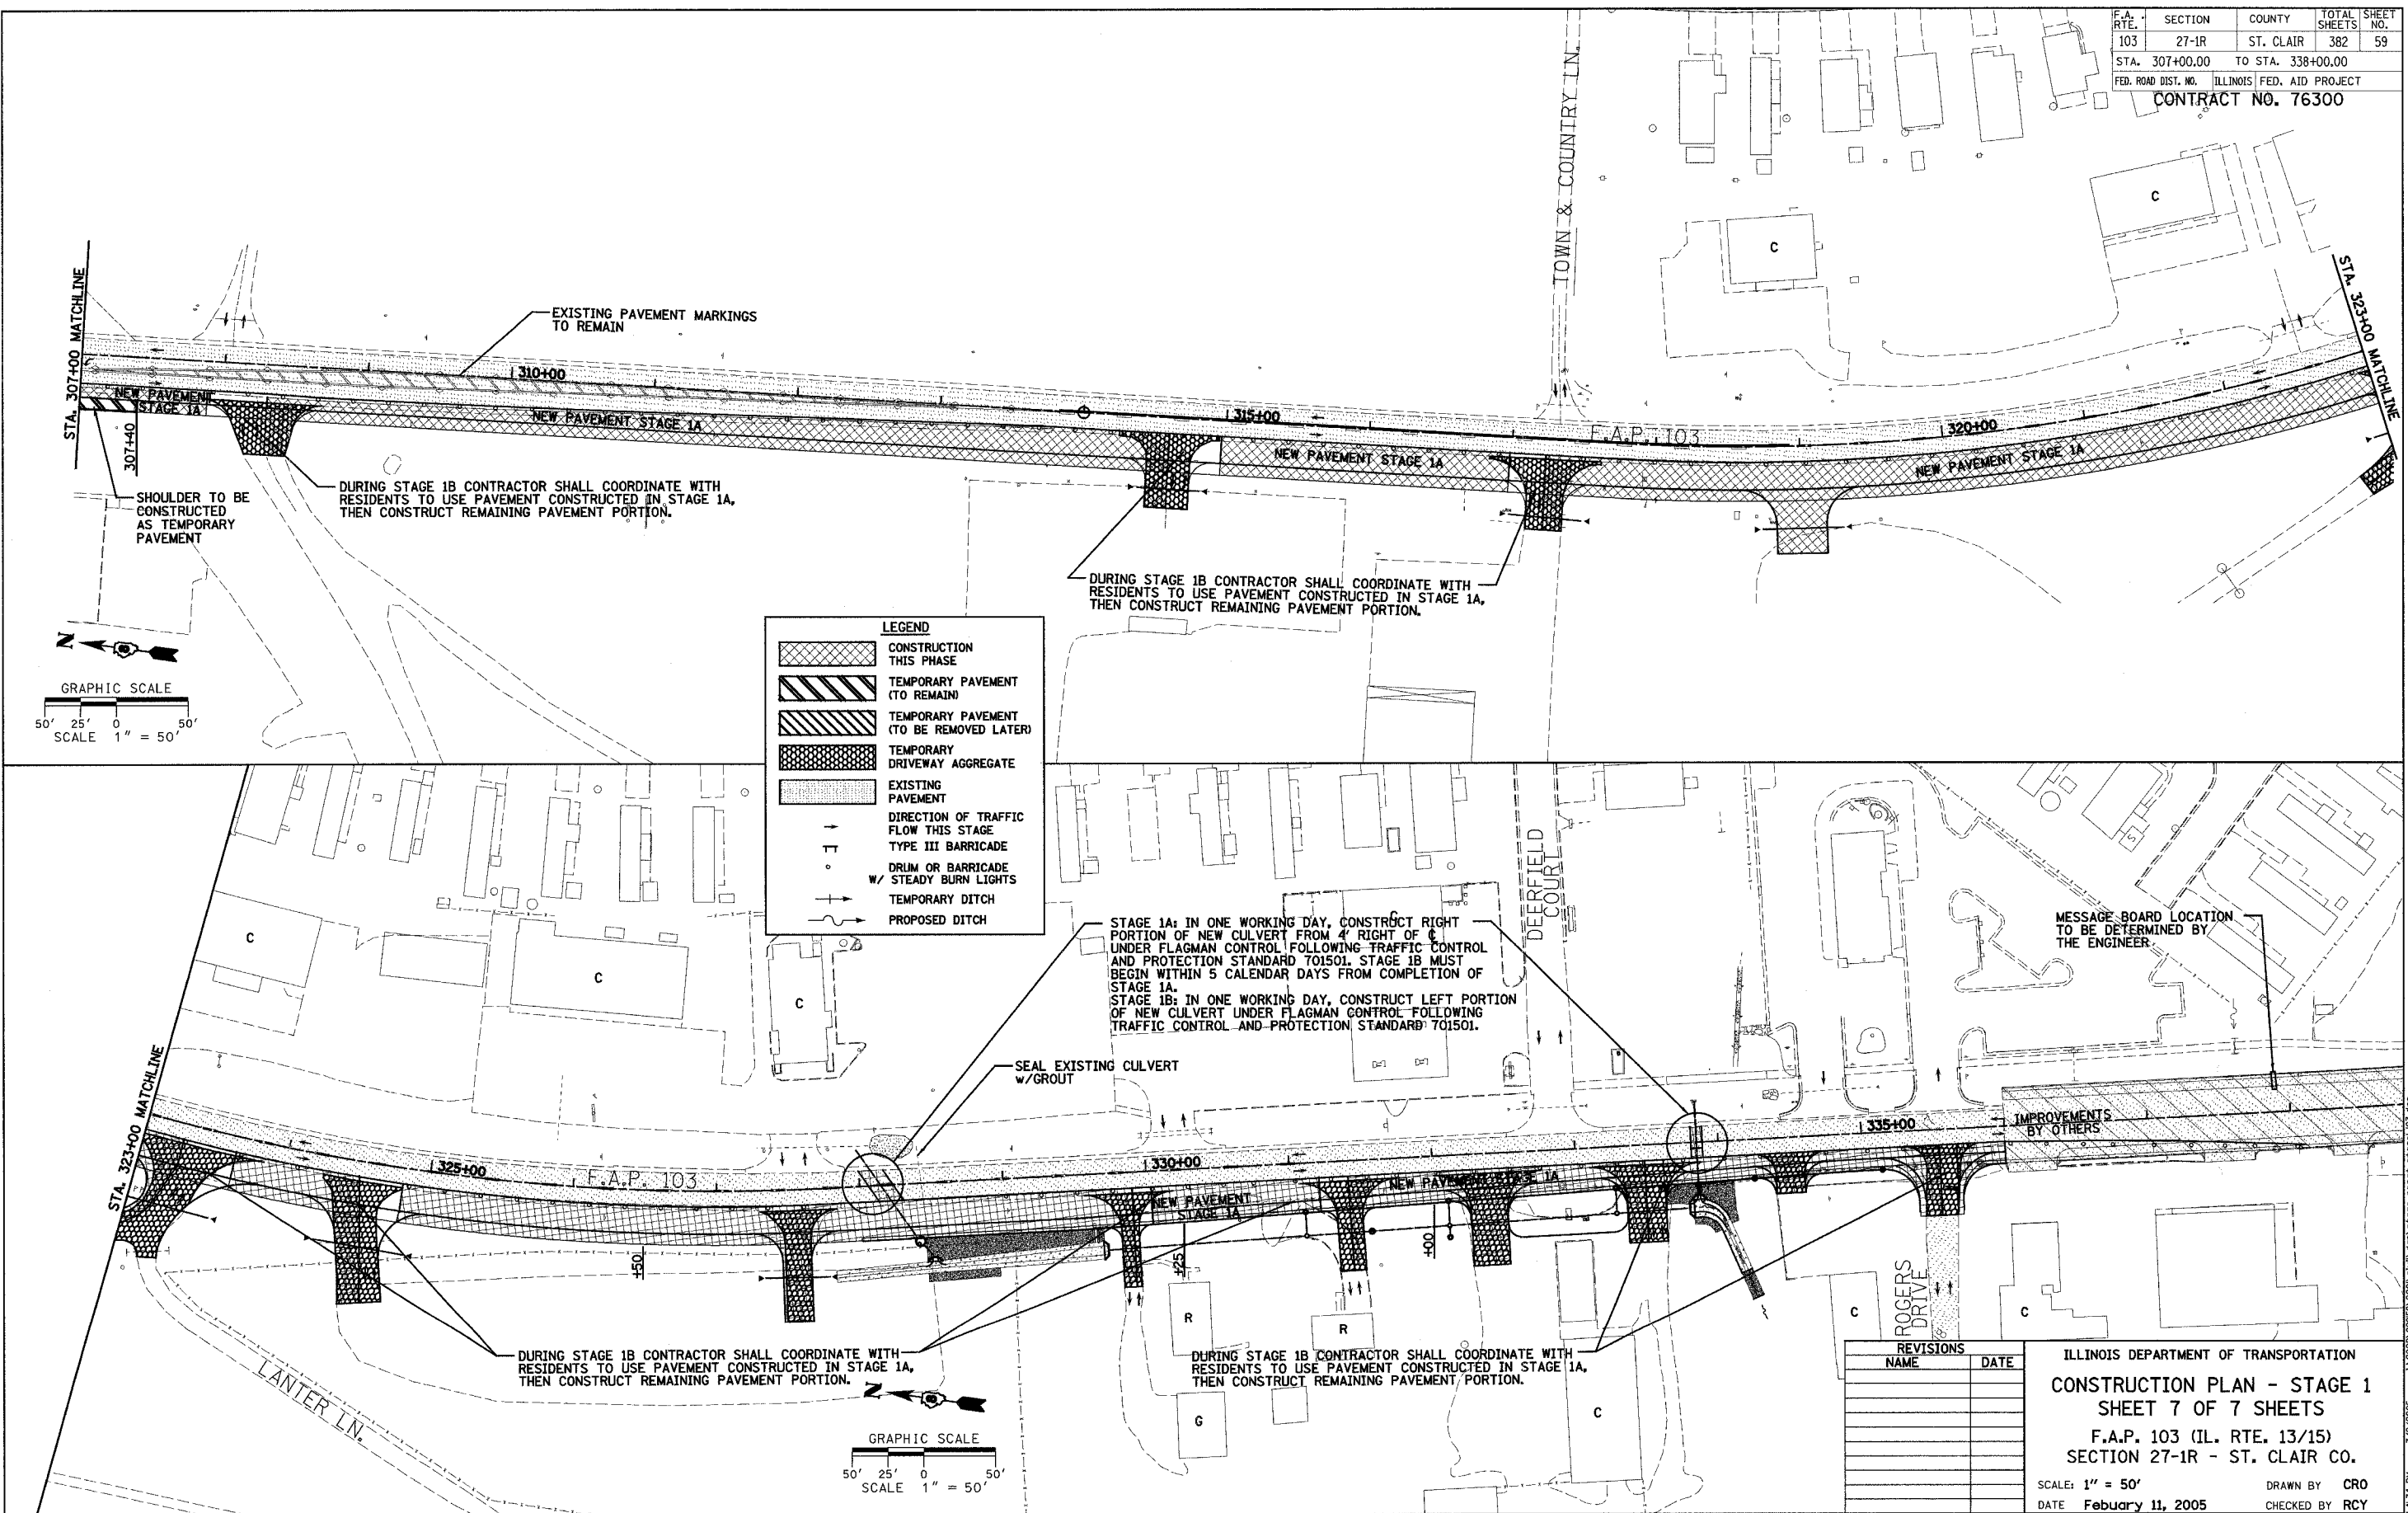 F.A. RTE. SECTION COUNTY TOTAL SHEETS SHEET NO.
103 27-1R ST. CLAIR 382 59
STA. 307+00.00 TO STA. 338+00.00
FED. ROAD DIST. NO. ILLINOIS FED. AID PROJECT
CONTRACT NO. 76300
TOWN & COUNTRY LN.
C
C
STA. 307+00 MATCHLINE
STA. 323+00 MATCHLINE
EXISTING PAVEMENT MARKINGS
TO REMAIN
310+00
315+00
320+00
F.A.P. 103
NEW PAVEMENT
STAGE 1A
NEW PAVEMENT STAGE 1A
NEW PAVEMENT STAGE 1A
NEW PAVEMENT STAGE 1A
307+40
SHOULDER TO BE
CONSTRUCTED
AS TEMPORARY
PAVEMENT
DURING STAGE 1B CONTRACTOR SHALL COORDINATE WITH
RESIDENTS TO USE PAVEMENT CONSTRUCTED IN STAGE 1A,
THEN CONSTRUCT REMAINING PAVEMENT PORTION.
DURING STAGE 1B CONTRACTOR SHALL COORDINATE WITH
RESIDENTS TO USE PAVEMENT CONSTRUCTED IN STAGE 1A,
THEN CONSTRUCT REMAINING PAVEMENT PORTION.
N
GRAPHIC SCALE
50' 25' 0 50'
SCALE 1" = 50'
LEGEND
CONSTRUCTION
THIS PHASE
TEMPORARY PAVEMENT
(TO REMAIN)
TEMPORARY PAVEMENT
(TO BE REMOVED LATER)
TEMPORARY
DRIVEWAY AGGREGATE
EXISTING
PAVEMENT
DIRECTION OF TRAFFIC
FLOW THIS STAGE
TYPE III BARRICADE
DRUM OR BARRICADE
W/ STEADY BURN LIGHTS
TEMPORARY DITCH
PROPOSED DITCH
C
C
C
C
DEERFIELD
COURT
S
STAGE 1A: IN ONE WORKING DAY, CONSTRUCT RIGHT
PORTION OF NEW CULVERT FROM 4' RIGHT OF ℄
UNDER FLAGMAN CONTROL FOLLOWING TRAFFIC CONTROL
AND PROTECTION STANDARD 701501. STAGE 1B MUST
BEGIN WITHIN 5 CALENDAR DAYS FROM COMPLETION OF
STAGE 1A.
STAGE 1B: IN ONE WORKING DAY, CONSTRUCT LEFT PORTION
OF NEW CULVERT UNDER FLAGMAN CONTROL FOLLOWING
TRAFFIC CONTROL AND PROTECTION STANDARD 701501.
MESSAGE BOARD LOCATION
TO BE DETERMINED BY
THE ENGINEER.
SEAL EXISTING CULVERT
W/GROUT
STA. 323+00 MATCHLINE
325+00
F.A.P. 103
330+00
335+00
IMPROVEMENTS
BY OTHERS
NEW PAVEMENT
STAGE 1A
NEW PAVEMENT STAGE 1A
+50
+25
+00
R
R
C
C
ROGERS
DRIVE
LANTER LN.
DURING STAGE 1B CONTRACTOR SHALL COORDINATE WITH
RESIDENTS TO USE PAVEMENT CONSTRUCTED IN STAGE 1A,
THEN CONSTRUCT REMAINING PAVEMENT PORTION.
DURING STAGE 1B CONTRACTOR SHALL COORDINATE WITH
RESIDENTS TO USE PAVEMENT CONSTRUCTED IN STAGE 1A,
THEN CONSTRUCT REMAINING PAVEMENT PORTION.
N
G
C
GRAPHIC SCALE
50' 25' 0 50'
SCALE 1" = 50'
REVISIONS
NAME DATE
ILLINOIS DEPARTMENT OF TRANSPORTATION
CONSTRUCTION PLAN - STAGE 1
SHEET 7 OF 7 SHEETS
F.A.P. 103 (IL. RTE. 13/15)
SECTION 27-1R - ST. CLAIR CO.
SCALE: 1" = 50' DRAWN BY CRO
DATE Febuary 11, 2005 CHECKED BY RCY